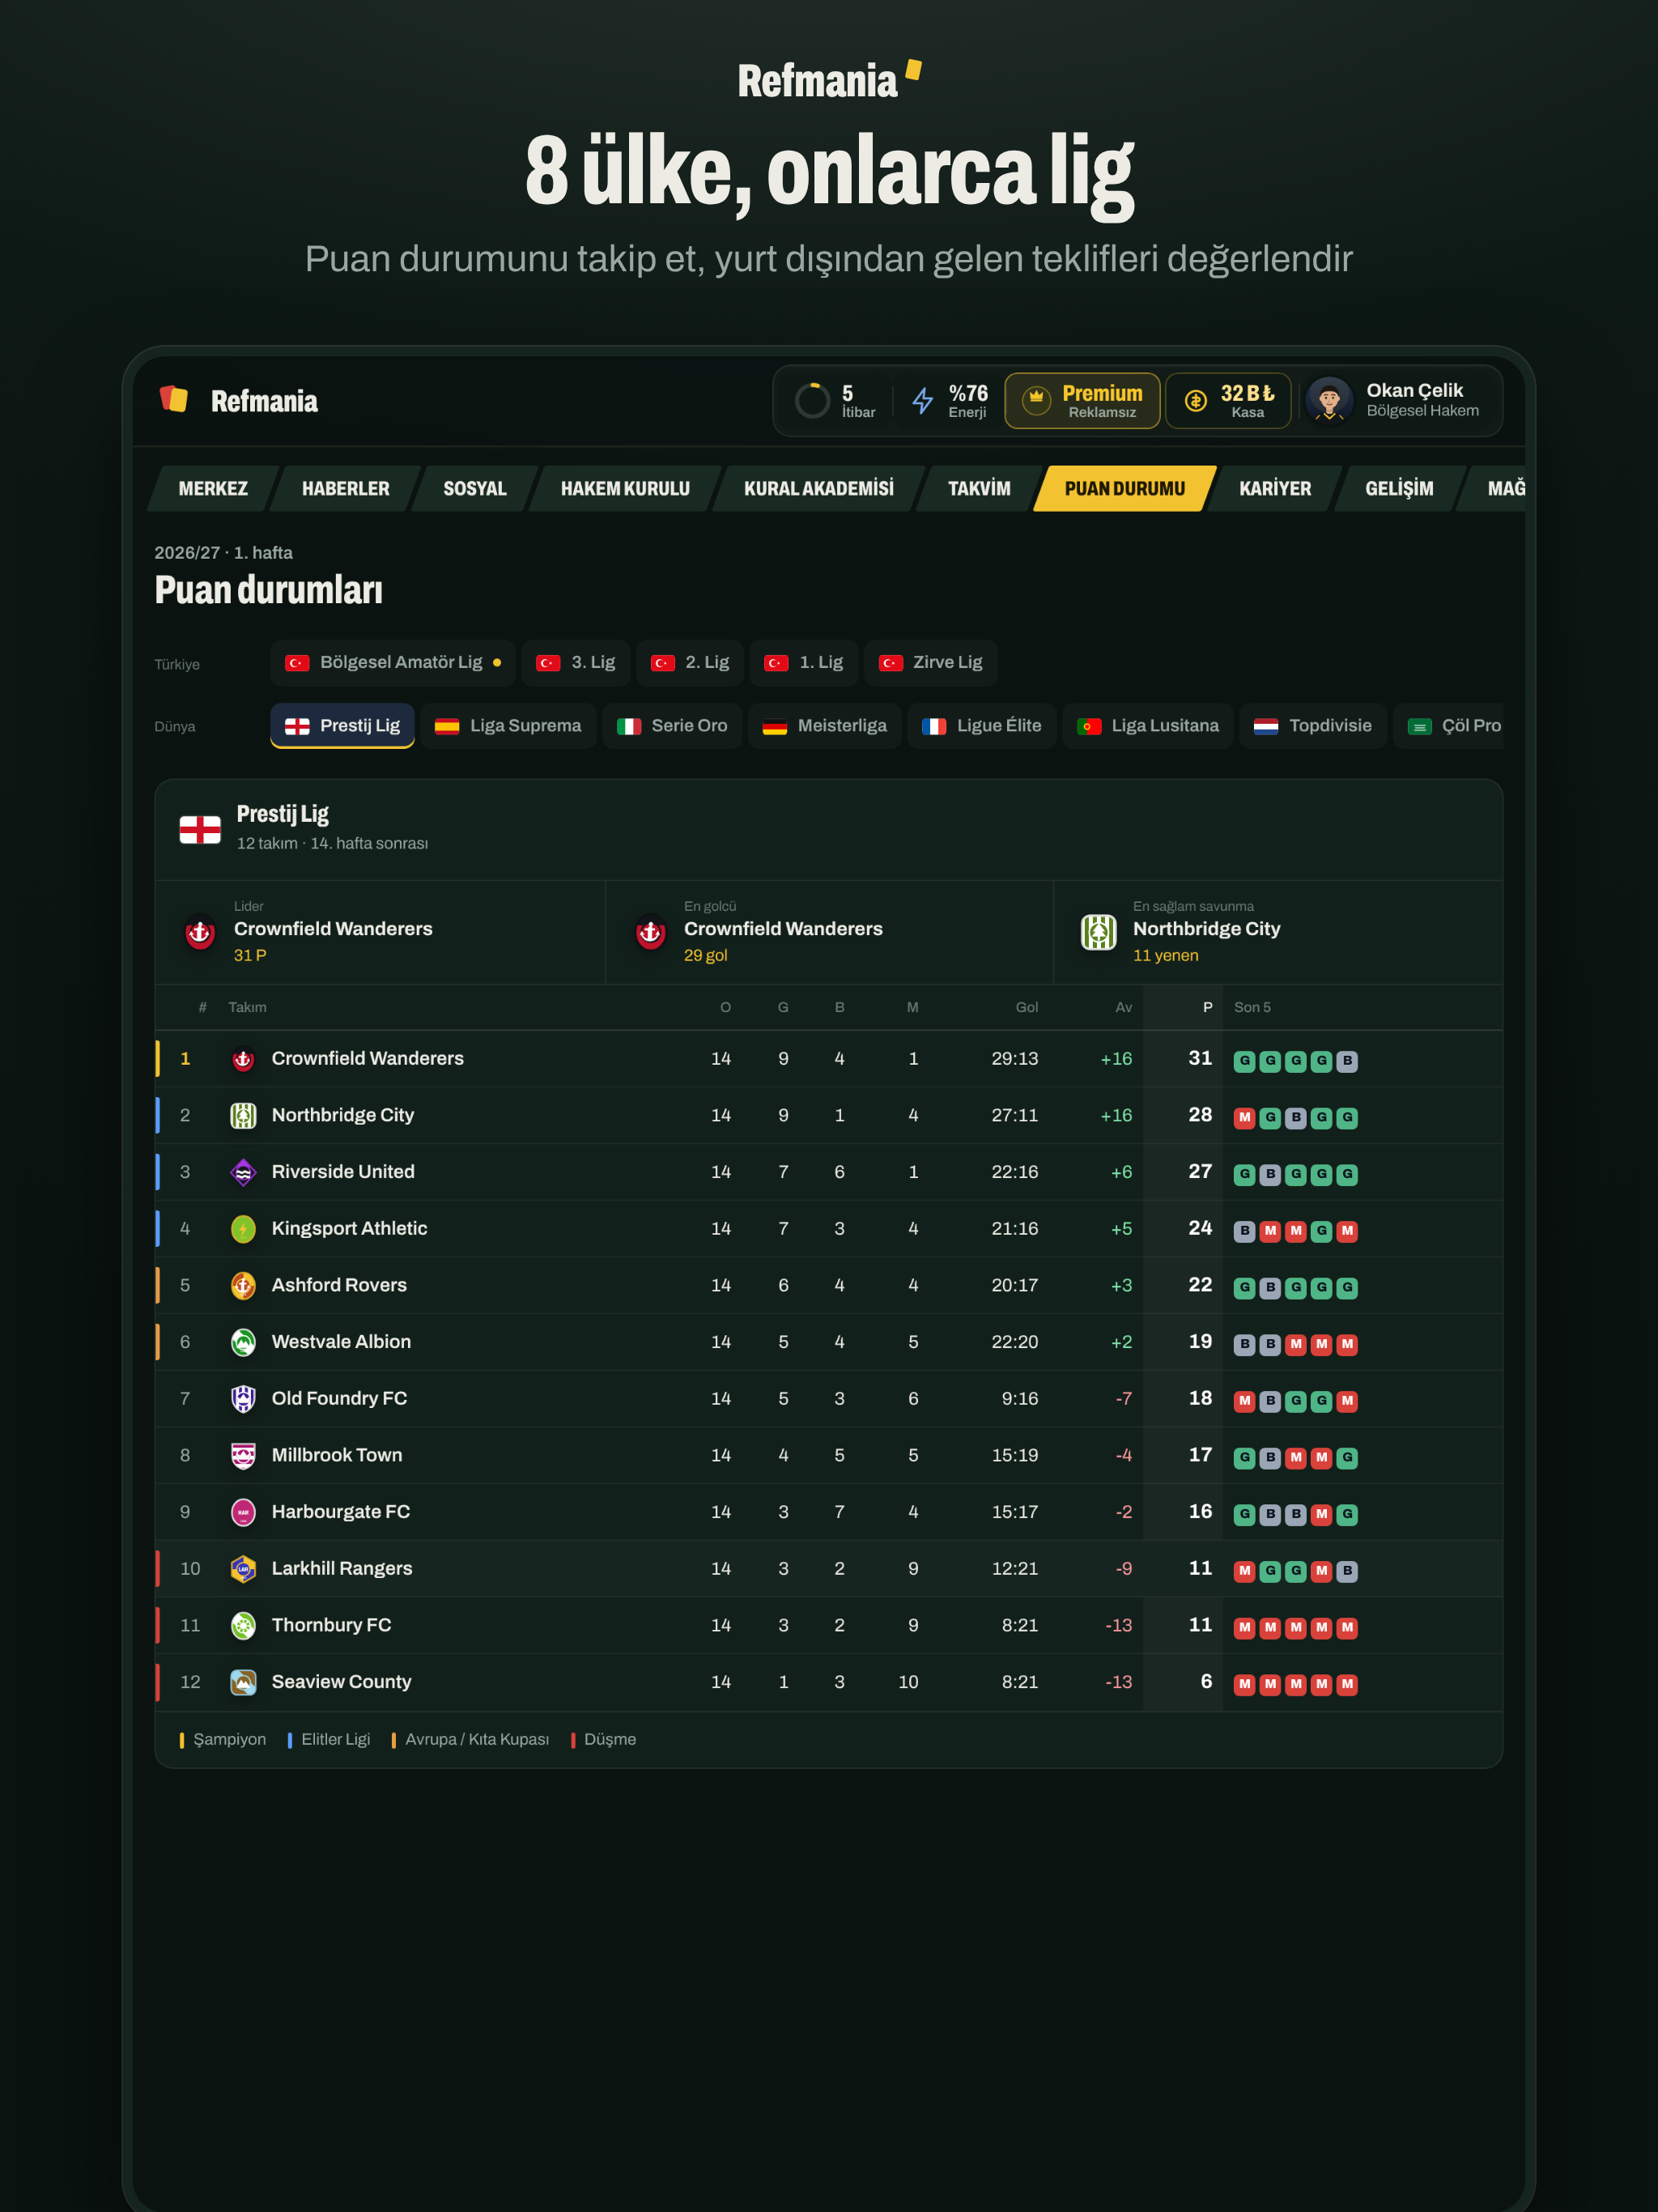 Refmania
8 ülke, onlarca lig
Puan durumunu takip et, yurt dışından gelen teklifleri değerlendir
Refmania
5 İtibar
%76 Enerji
Premium Reklamsız
32 B ₺ Kasa
Okan Çelik
Bölgesel Hakem
MERKEZ HABERLER SOSYAL HAKEM KURULU KURAL AKADEMİSİ TAKVİM PUAN DURUMU KARİYER GELİŞİM MAĞ
2026/27 · 1. hafta
Puan durumları
Türkiye Bölgesel Amatör Lig 3. Lig 2. Lig 1. Lig Zirve Lig
Dünya Prestij Lig Liga Suprema Serie Oro Meisterliga Ligue Élite Liga Lusitana Topdivisie Çöl Pro
Prestij Lig
12 takım · 14. hafta sonrası
Lider
Crownfield Wanderers
31 P
En golcü
Crownfield Wanderers
29 gol
En sağlam savunma
Northbridge City
11 yenen
# Takım O G B M Gol Av P Son 5
1 Crownfield Wanderers 14 9 4 1 29:13 +16 31 G G G G B
2 Northbridge City 14 9 1 4 27:11 +16 28 M G B G G
3 Riverside United 14 7 6 1 22:16 +6 27 G B G G G
4 Kingsport Athletic 14 7 3 4 21:16 +5 24 B M M G M
5 Ashford Rovers 14 6 4 4 20:17 +3 22 G B G G G
6 Westvale Albion 14 5 4 5 22:20 +2 19 B B M M M
7 Old Foundry FC 14 5 3 6 9:16 -7 18 M B G G M
8 Millbrook Town 14 4 5 5 15:19 -4 17 G B M M G
9 HAR Harbourgate FC 14 3 7 4 15:17 -2 16 G B B M G
10 LAR Larkhill Rangers 14 3 2 9 12:21 -9 11 M G G M B
11 Thornbury FC 14 3 2 9 8:21 -13 11 M M M M M
12 Seaview County 14 1 3 10 8:21 -13 6 M M M M M
Şampiyon Elitler Ligi Avrupa / Kıta Kupası Düşme